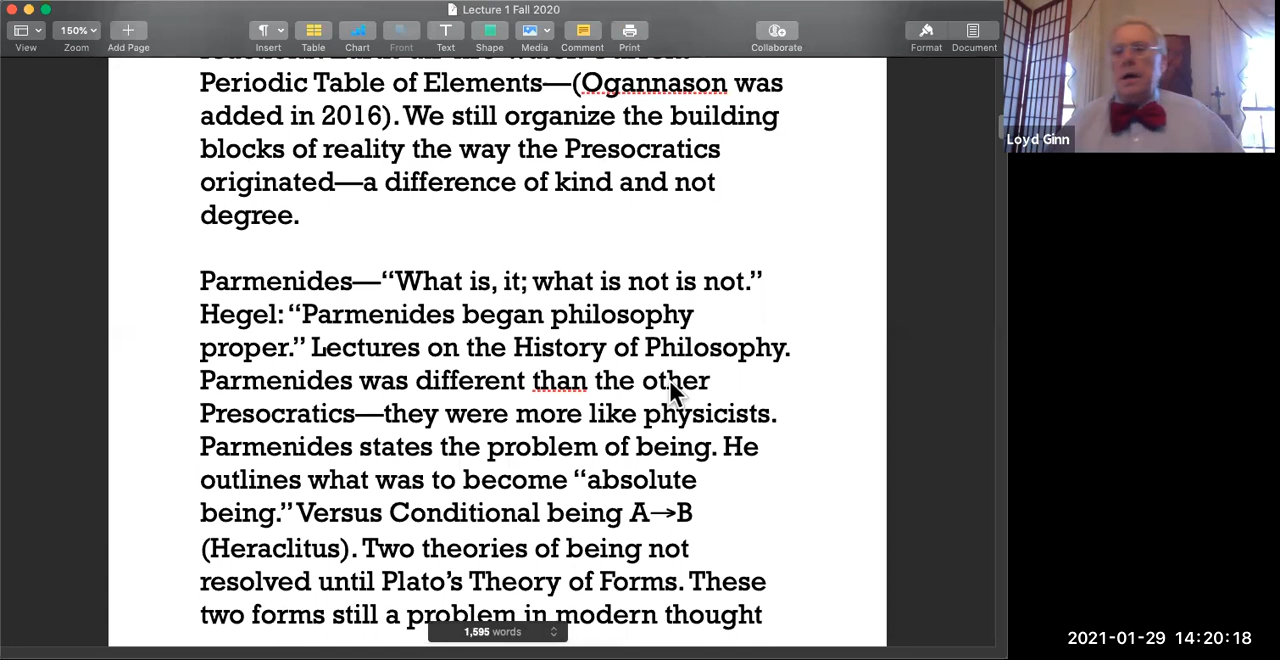 Lecture 1 Fall 2020
150%
View Zoom Add Page Insert Table Chart Front Text Shape Media Comment Print Collaborate Format Document
Periodic Table of Elements—(Ogannason was
added in 2016). We still organize the building
blocks of reality the way the Presocratics
originated—a difference of kind and not
degree.
Parmenides—“What is, it; what is not is not.”
Hegel: “Parmenides began philosophy
proper.” Lectures on the History of Philosophy.
Parmenides was different than the other
Presocratics—they were more like physicists.
Parmenides states the problem of being. He
outlines what was to become “absolute
being.” Versus Conditional being A→B
(Heraclitus). Two theories of being not
resolved until Plato’s Theory of Forms. These
two forms still a problem in modern thought
1,595 words
Loyd Ginn
2021-01-29 14:20:18